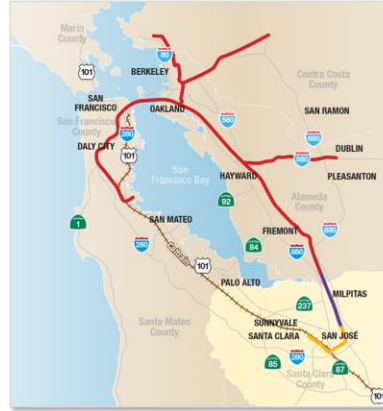 Marin
County
101
80
BERKELEY
Contra Costa
County
SAN
FRANCISCO
OAKLAND
SAN RAMON
San Francisco
County
280
580
DALY CITY
101
DUBLIN
580
San
Francisco Bay
HAYWARD
PLEASANTON
1
92
Alameda
County
SAN MATEO
FREMONT
680
280
84
880
Caltrain
101
PALO ALTO
MILPITAS
237
Santa Mateo
County
SUNNYVALE
SANTA CLARA
SAN JOSÉ
85
280
87
Santa Clara
County
101